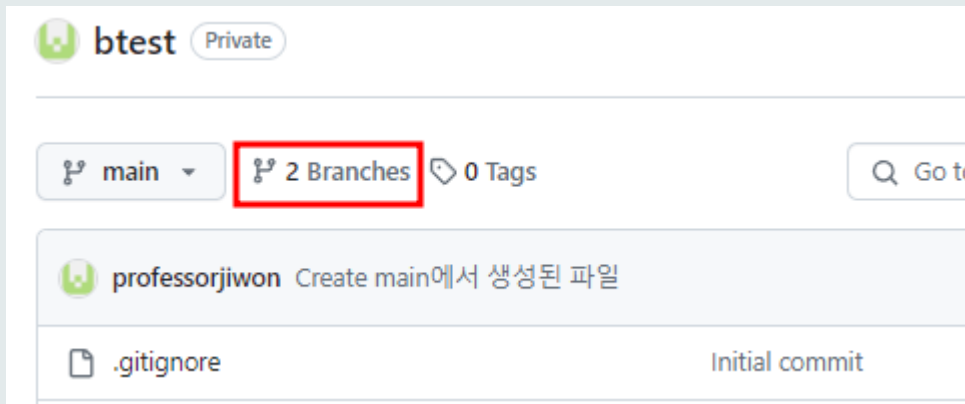 btest Private
main 2 Branches 0 Tags Go t
professorjiwon Create main에서 생성된 파일
.gitignore Initial commit